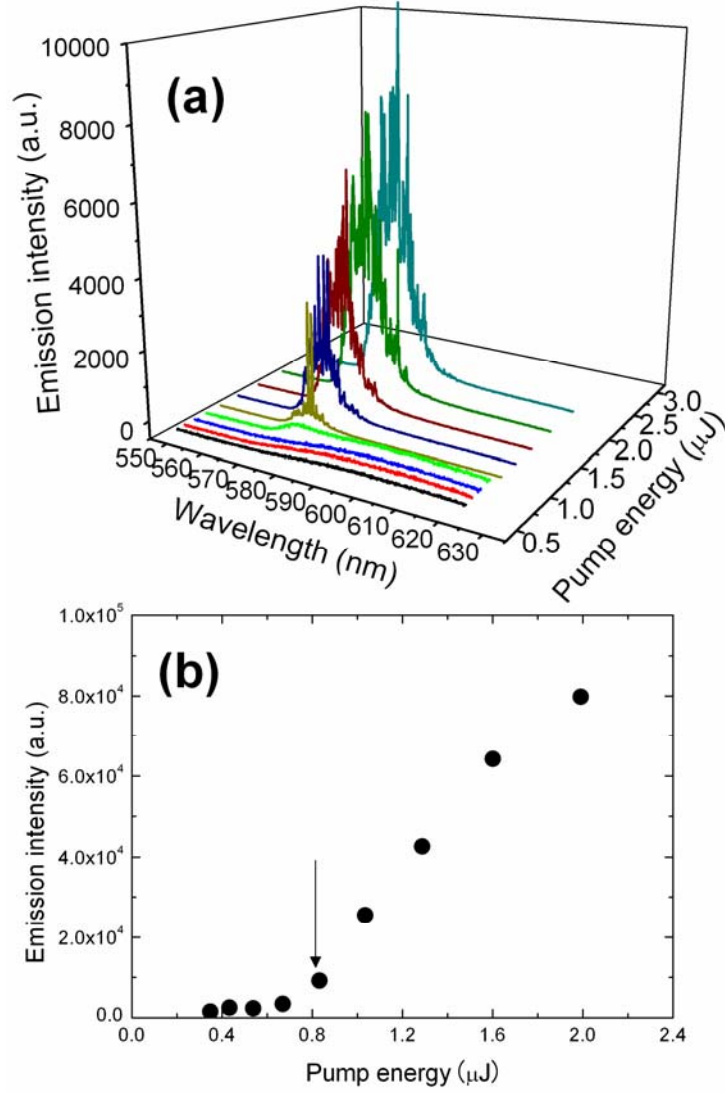 (a)
Emission intensity (a.u.)
10000
8000
6000
4000
2000
0
550
560
570
580
590
600
610
620
630
Wavelength (nm)
0.5
1.0
1.5
2.0
2.5
3.0
Pump energy (μJ)
(b)
Emission intensity (a.u.)
1.0x10⁵
8.0x10⁴
6.0x10⁴
4.0x10⁴
2.0x10⁴
0.0
0.0 0.4 0.8 1.2 1.6 2.0 2.4
Pump energy (μJ)